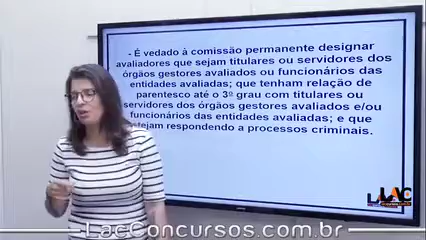 - É vedado à comissão permanente designar
avaliadores que sejam titulares ou servidores dos
órgãos gestores avaliados ou funcionários das
entidades avaliadas; que tenham relação de
parentesco até o 3º grau com titulares ou
servidores dos órgãos gestores avaliados e/ou
funcionários das entidades avaliadas; e que
estejam respondendo a processos criminais.
LAC
LacConcursos.com.br